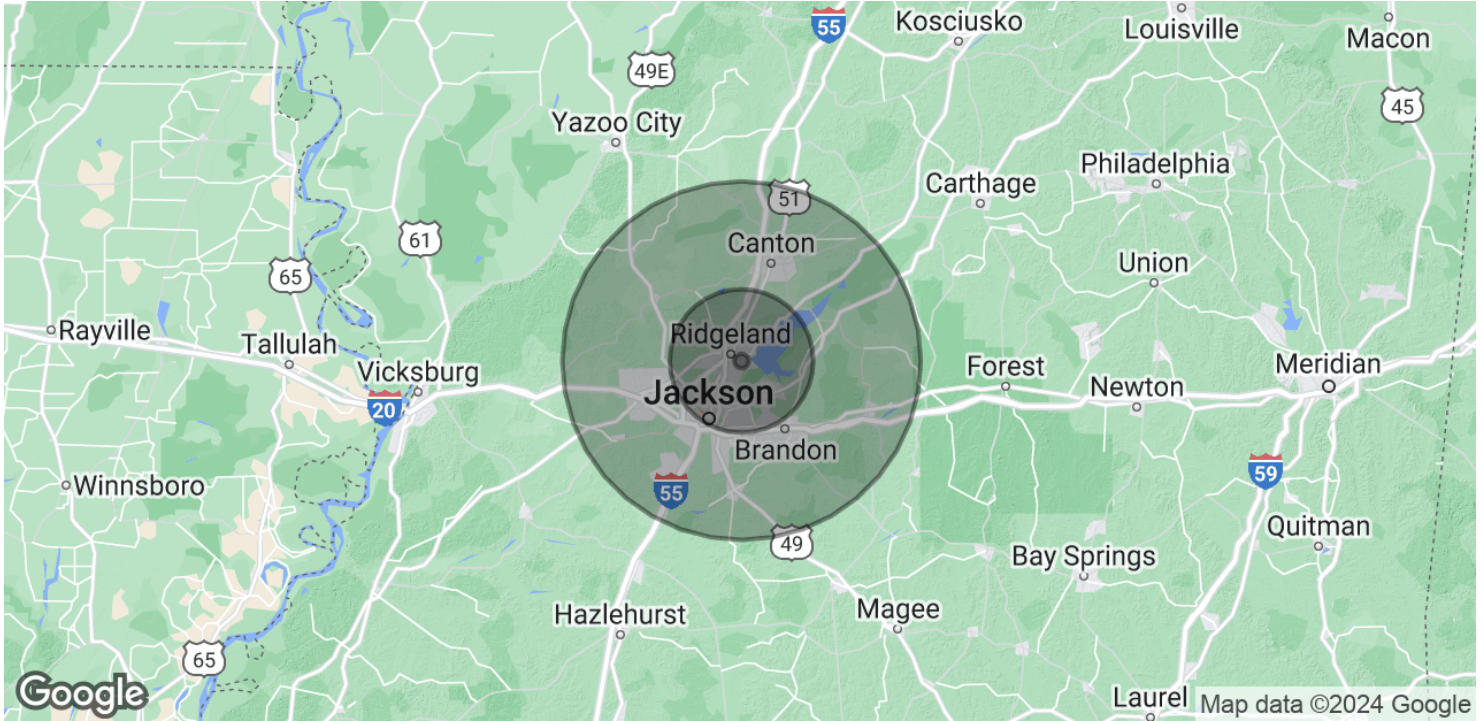 55
Kosciusko
Louisville
Macon
49E
45
Yazoo City
Philadelphia
Carthage
51
61
Canton
65
Union
Rayville
Tallulah
Ridgeland
Vicksburg
Forest
Meridian
Newton
20
Jackson
Brandon
Winnsboro
55
59
49
Quitman
Bay Springs
Hazlehurst
Magee
65
Google
Laurel
Map data ©2024 Google